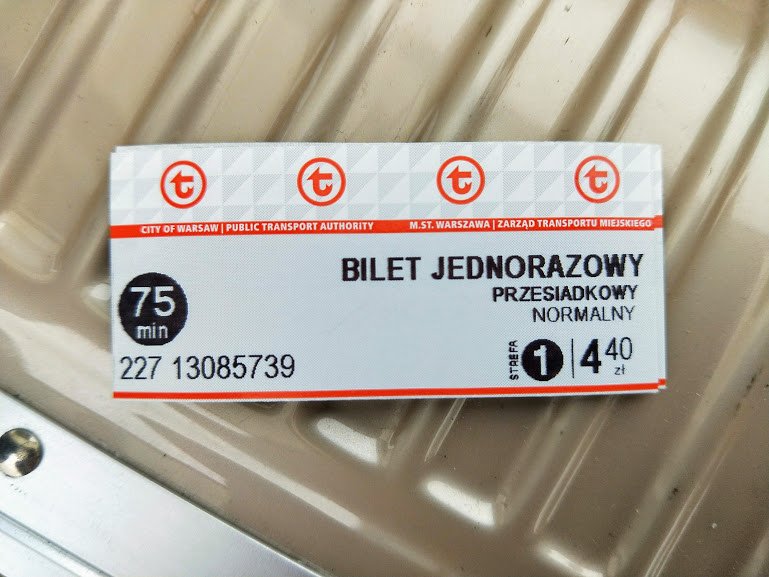 t t t t
CITY OF WARSAW | PUBLIC TRANSPORT AUTHORITY M.ST. WARSZAWA | ZARZĄD TRANSPORTU MIEJSKIEGO
BILET JEDNORAZOWY
PRZESIADKOWY
NORMALNY
75
min
227 13085739
STREFA 1 | 4 40 zł